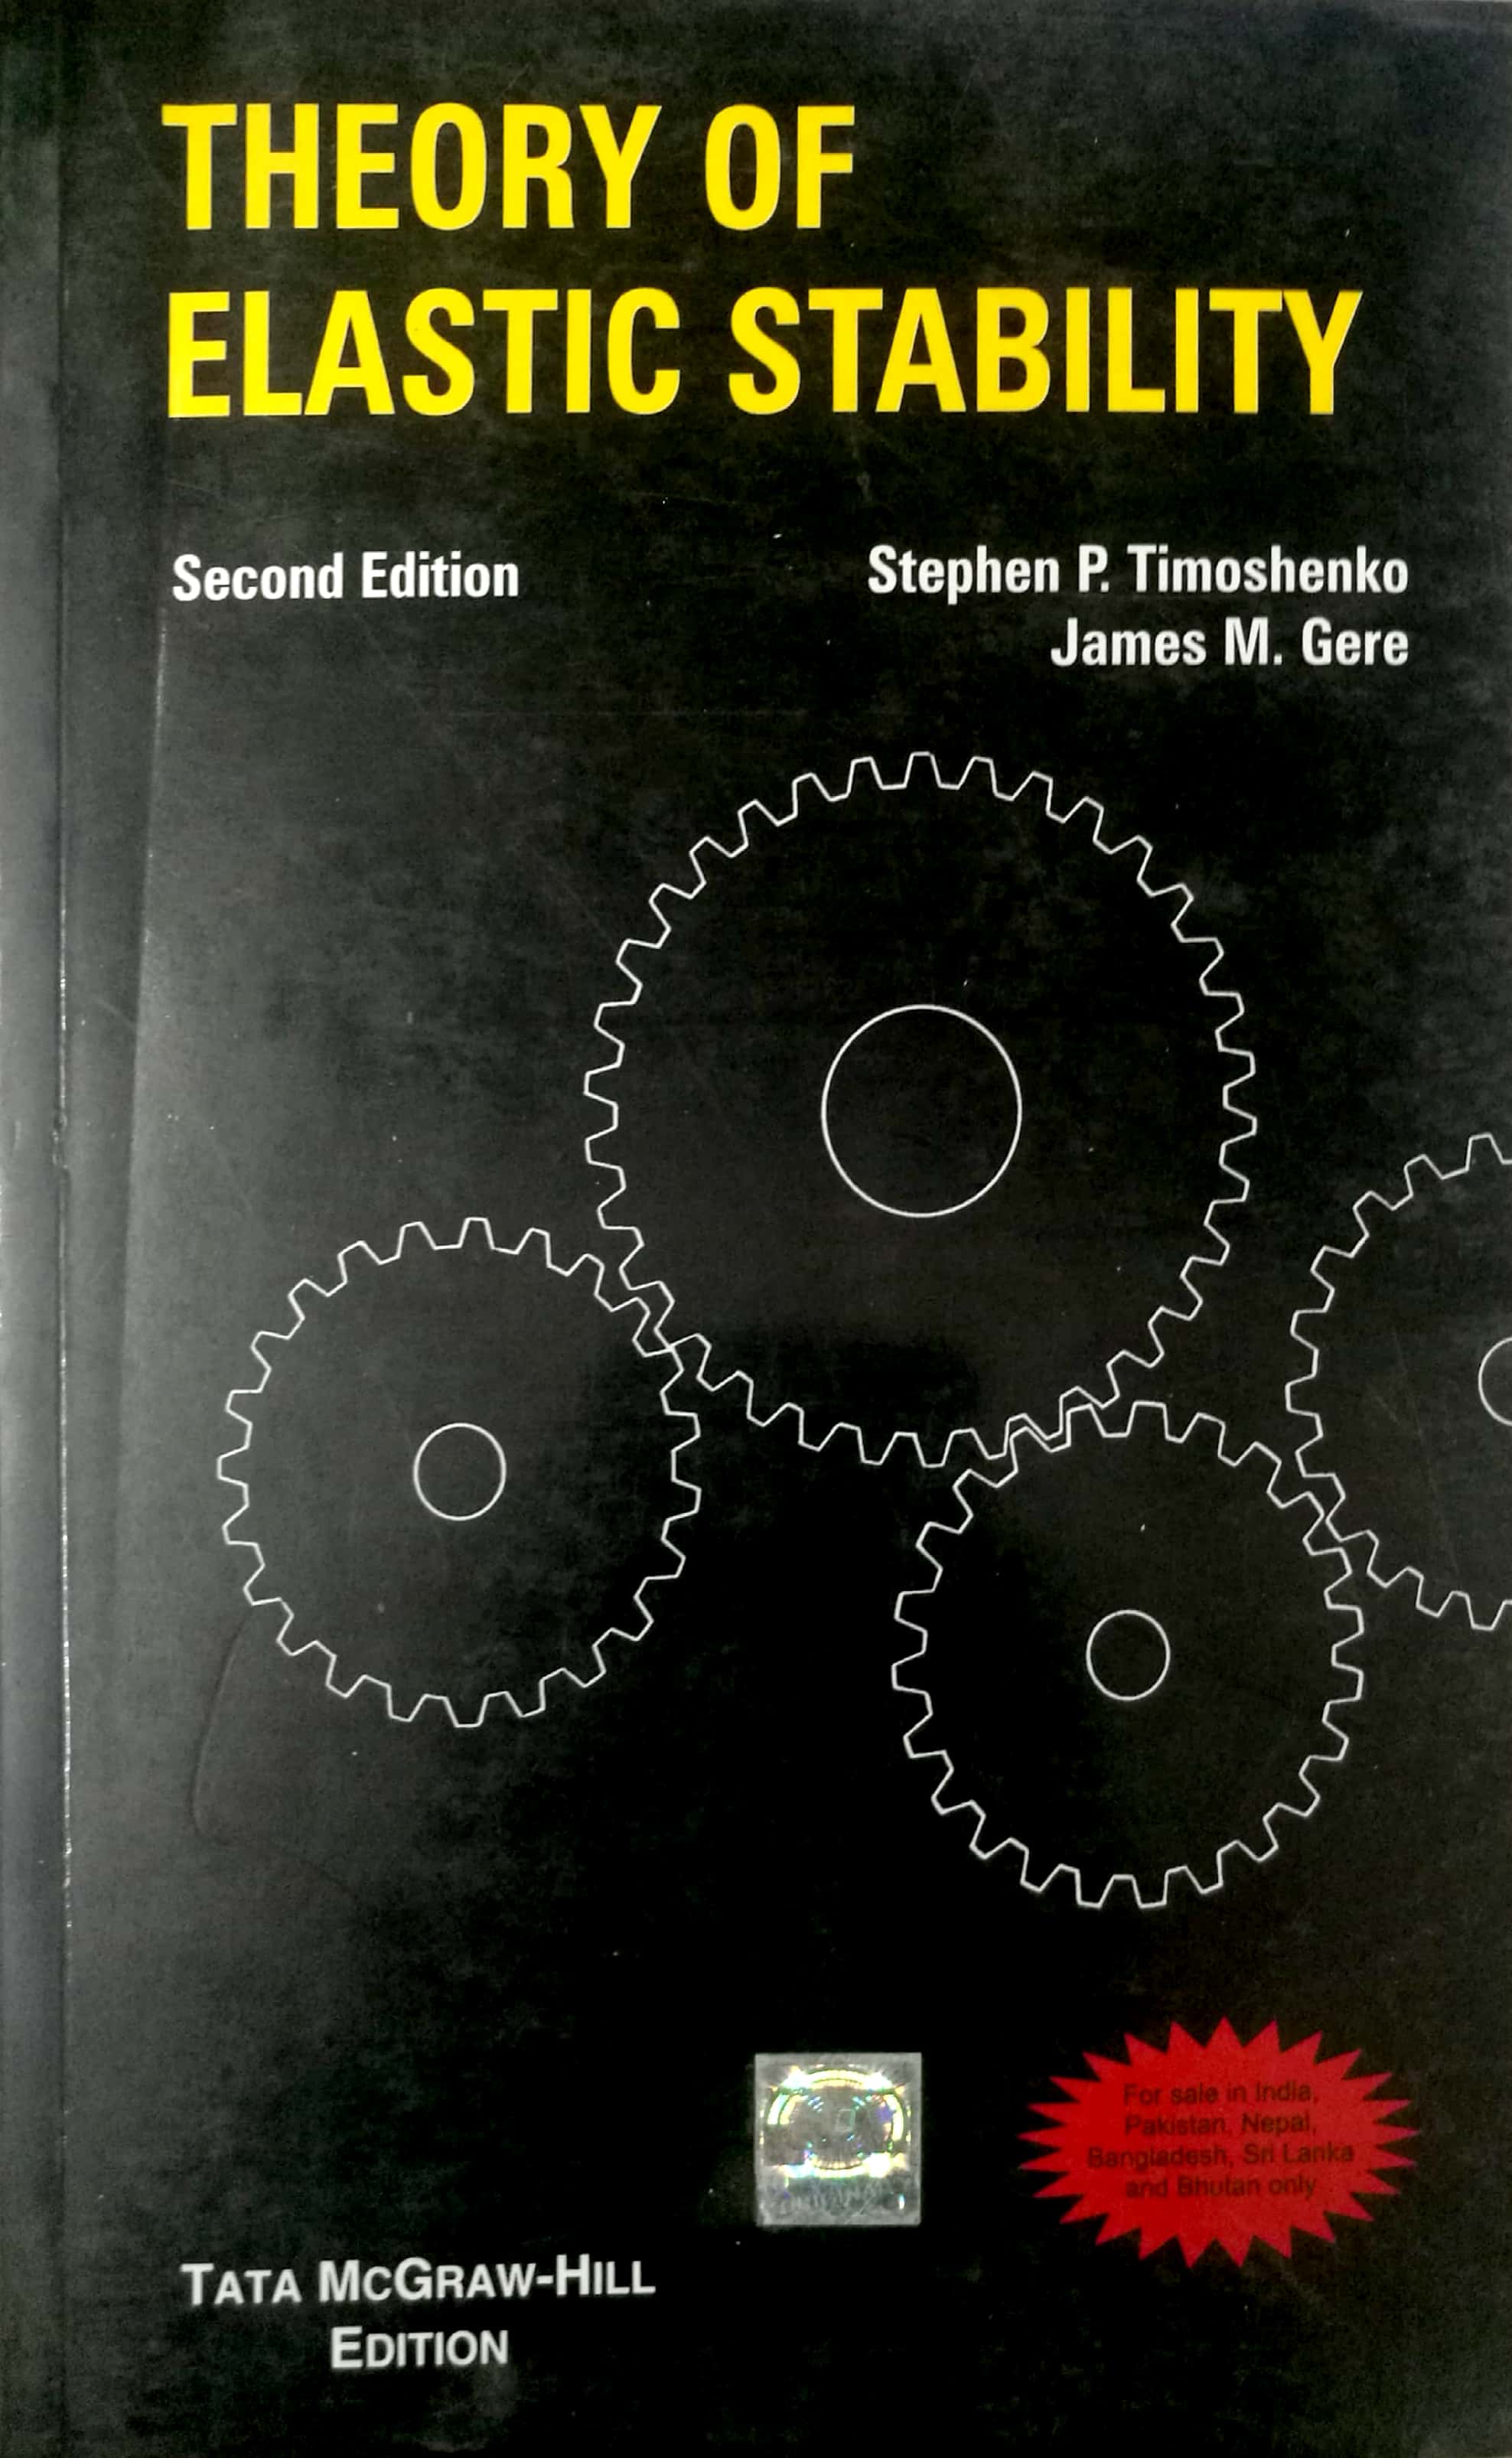 THEORY OF
ELASTIC STABILITY
Second Edition
Stephen P. Timoshenko
James M. Gere
For sale in India,
Pakistan, Nepal,
Bangladesh, Sri Lanka
and Bhutan only
TATA MCGRAW-HILL
EDITION